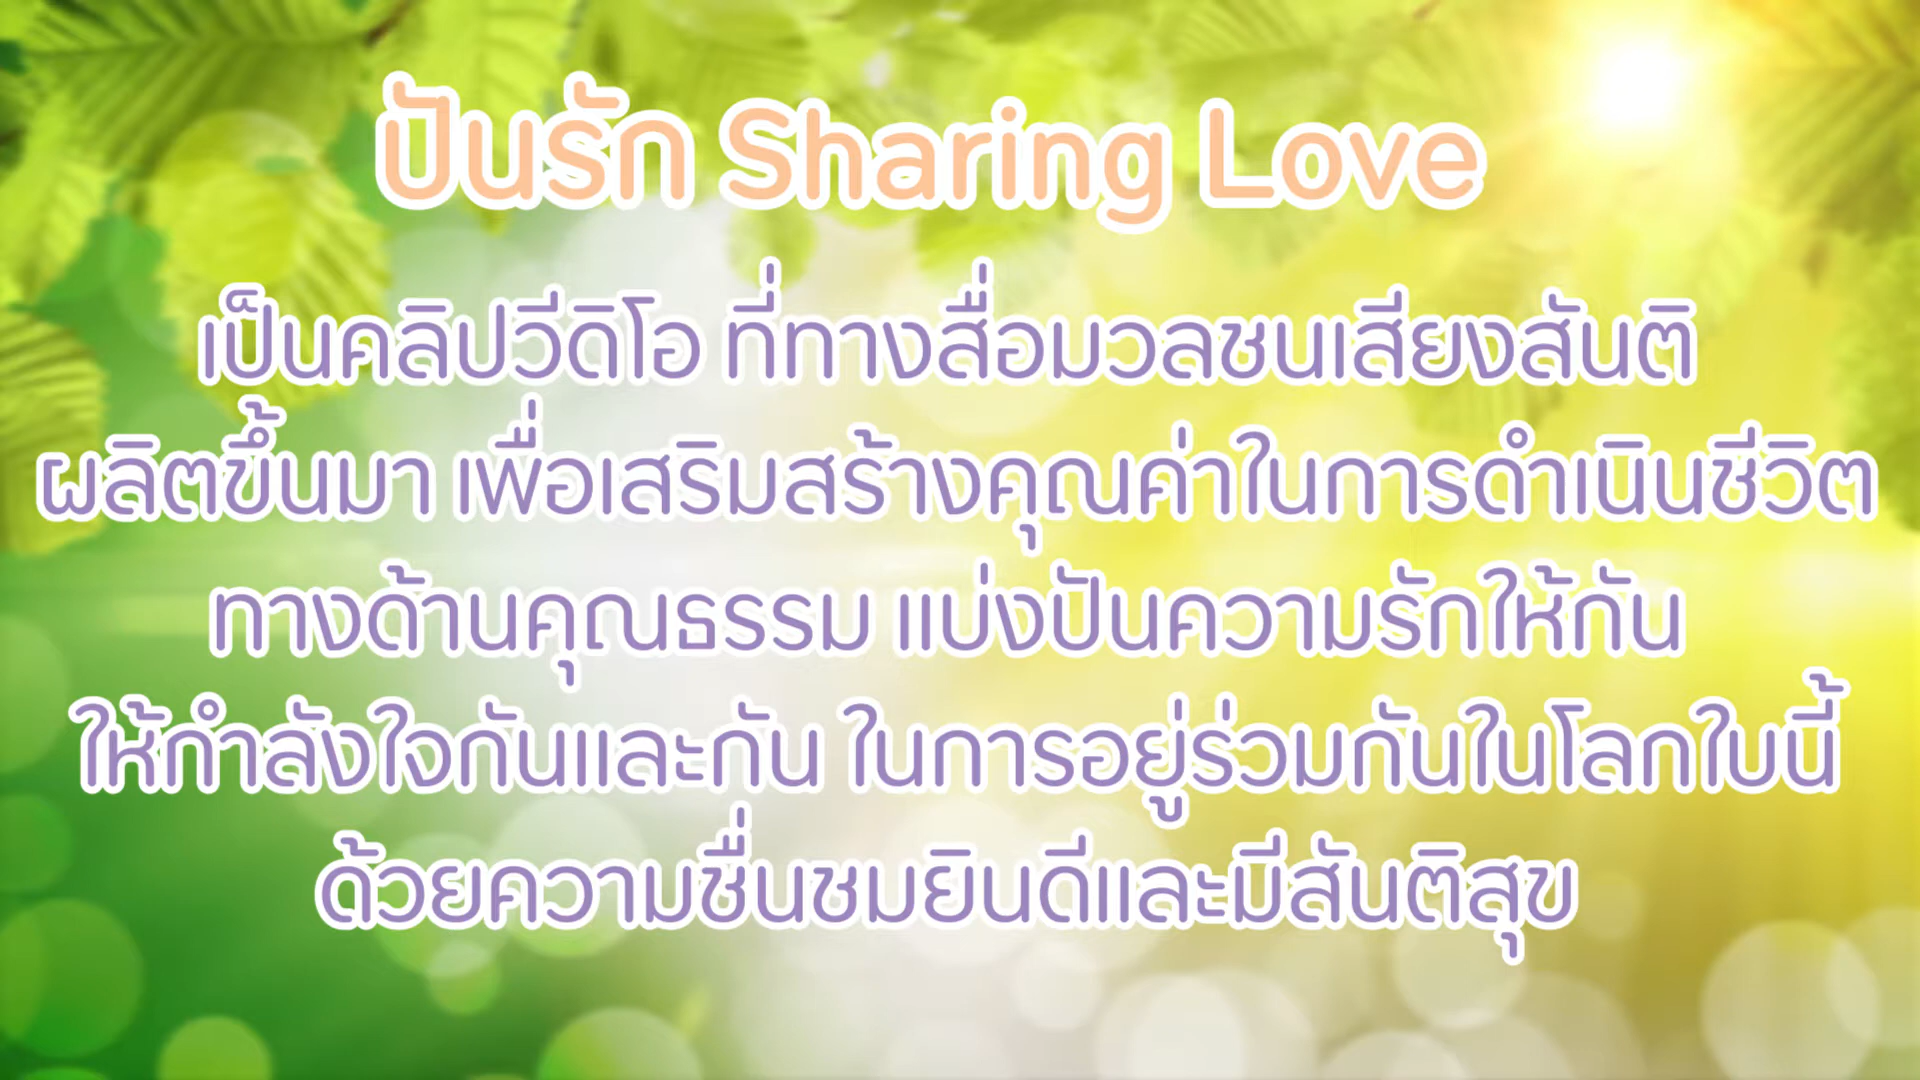 ปันรัก Sharing Love
เป็นคลิปวีดิโอ ที่ทางสื่อมวลชนเสียงสันติ
ผลิตขึ้นมา เพื่อเสริมสร้างคุณค่าในการดำเนินชีวิต
ทางด้านคุณธรรม แบ่งปันความรักให้กัน
ให้กำลังใจกันและกัน ในการอยู่ร่วมกันในโลกใบนี้
ด้วยความชื่นชมยินดีและมีสันติสุข